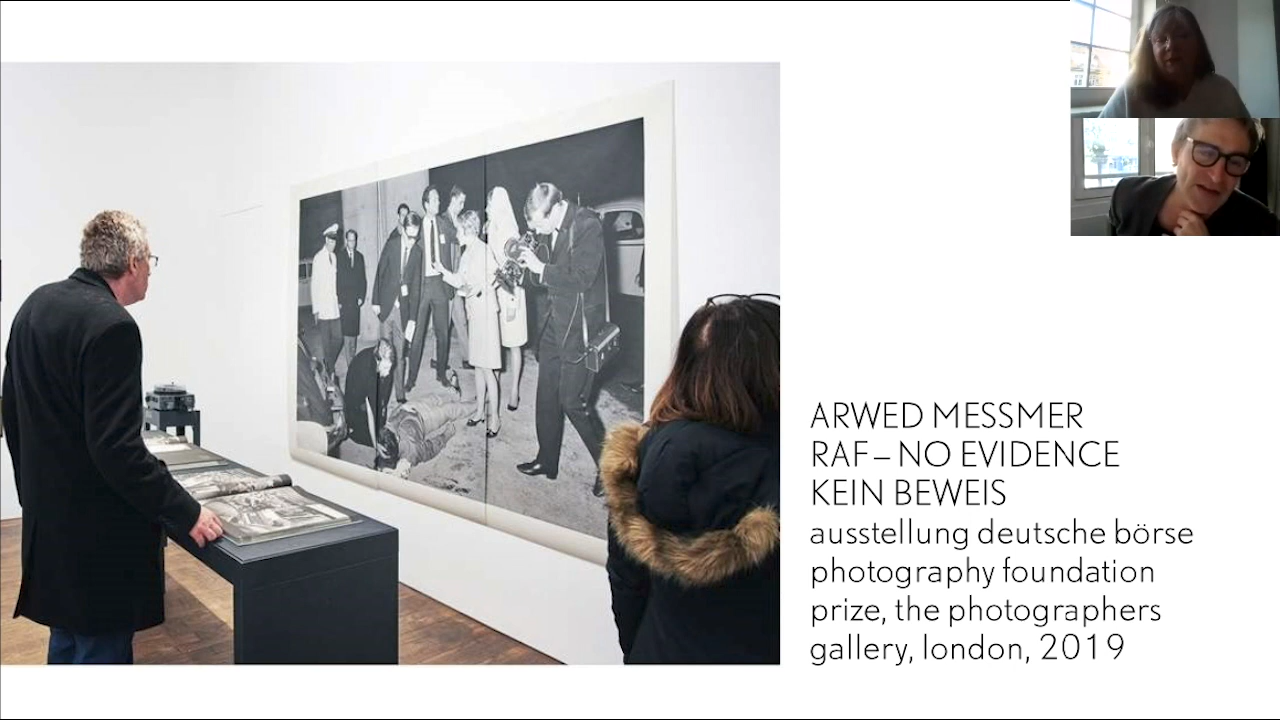 ARWED MESSMER
RAF – NO EVIDENCE
KEIN BEWEIS
ausstellung deutsche börse
photography foundation
prize, the photographers
gallery, london, 2019